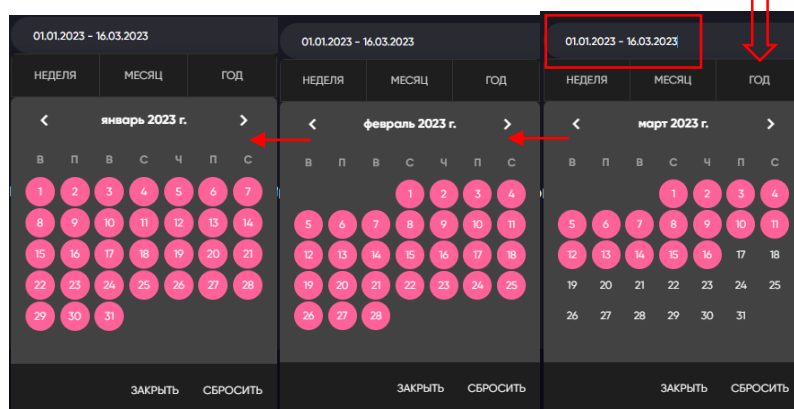 01.01.2023 - 16.03.2023
НЕДЕЛЯ МЕСЯЦ ГОД
< январь 2023 г. >
В П В С Ч П С
1 2 3 4 5 6 7
8 9 10 11 12 13 14
15 16 17 18 19 20 21
22 23 24 25 26 27 28
29 30 31
ЗАКРЫТЬ СБРОСИТЬ
01.01.2023 - 16.03.2023
НЕДЕЛЯ МЕСЯЦ ГОД
< февраль 2023 г. >
В П В С Ч П С
1 2 3 4
5 6 7 8 9 10 11
12 13 14 15 16 17 18
19 20 21 22 23 24 25
26 27 28
ЗАКРЫТЬ СБРОСИТЬ
01.01.2023 - 16.03.2023
НЕДЕЛЯ МЕСЯЦ ГОД
< март 2023 г. >
В П В С Ч П С
1 2 3 4
5 6 7 8 9 10 11
12 13 14 15 16 17 18
19 20 21 22 23 24 25
26 27 28 29 30 31
ЗАКРЫТЬ СБРОСИТЬ